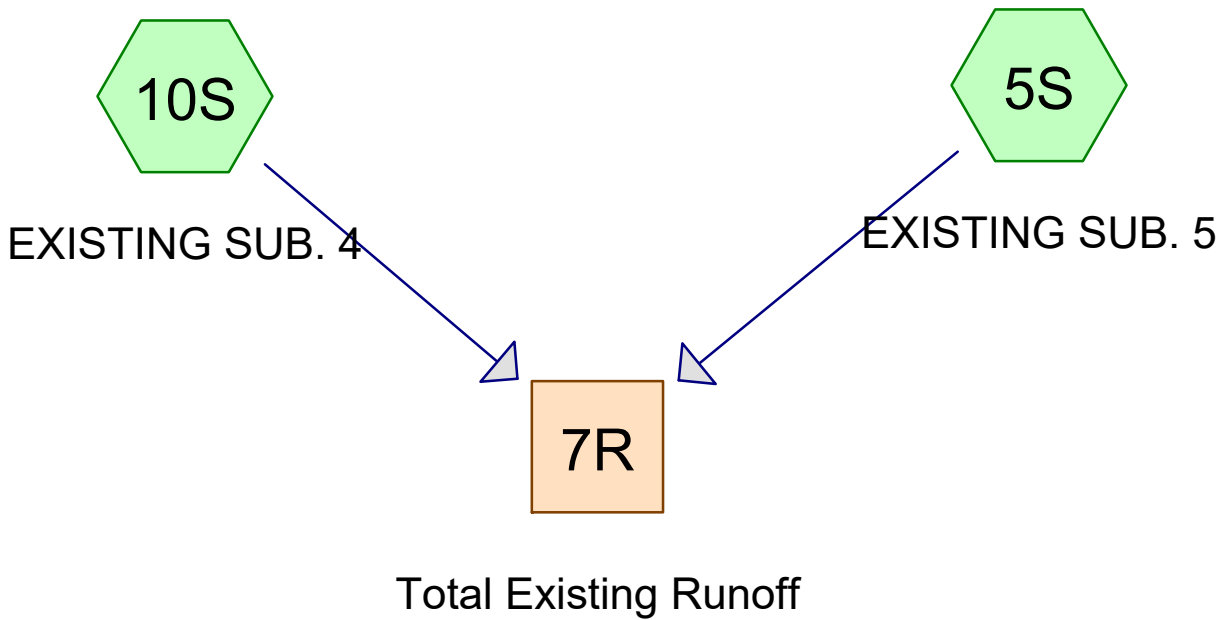 10S
5S
EXISTING SUB. 4
EXISTING SUB. 5
7R
Total Existing Runoff